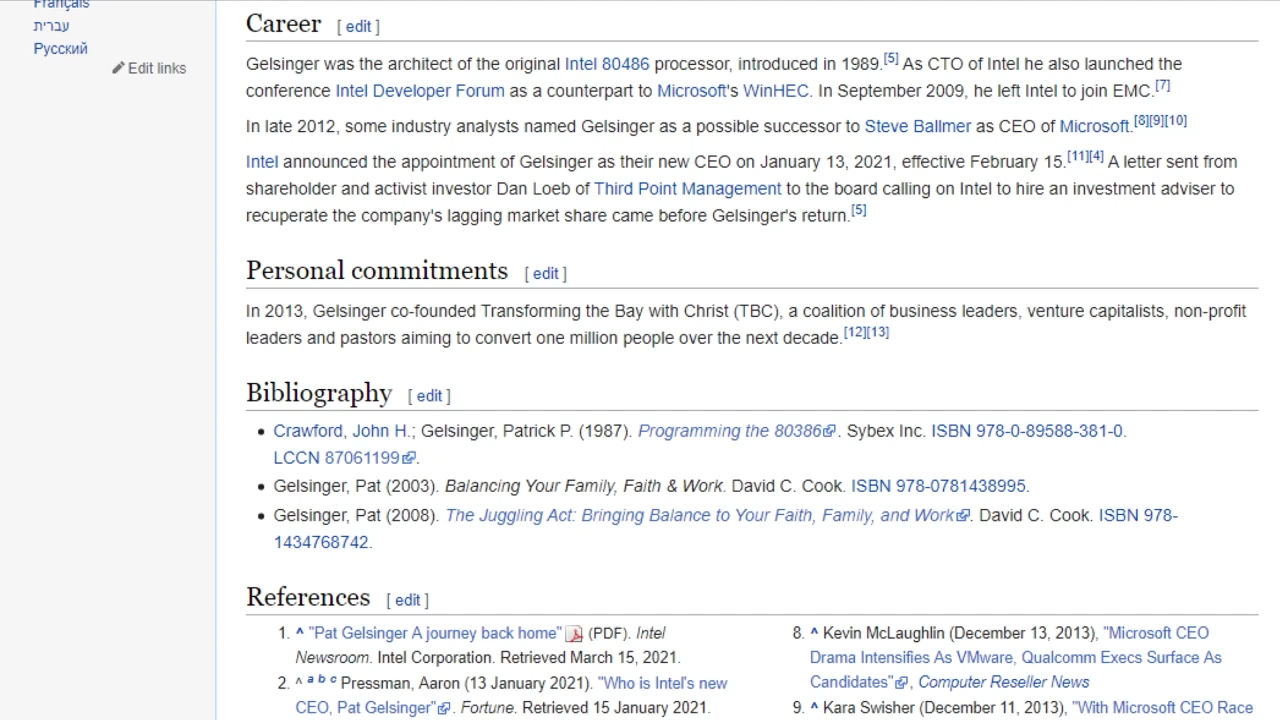 Français
עברית
Русский
Edit links
Career [ edit ]
Gelsinger was the architect of the original Intel 80486 processor, introduced in 1989.[5] As CTO of Intel he also launched the
conference Intel Developer Forum as a counterpart to Microsoft's WinHEC. In September 2009, he left Intel to join EMC.[7]
In late 2012, some industry analysts named Gelsinger as a possible successor to Steve Ballmer as CEO of Microsoft.[8][9][10]
Intel announced the appointment of Gelsinger as their new CEO on January 13, 2021, effective February 15.[11][4] A letter sent from
shareholder and activist investor Dan Loeb of Third Point Management to the board calling on Intel to hire an investment adviser to
recuperate the company's lagging market share came before Gelsinger's return.[5]
Personal commitments [ edit ]
In 2013, Gelsinger co-founded Transforming the Bay with Christ (TBC), a coalition of business leaders, venture capitalists, non-profit
leaders and pastors aiming to convert one million people over the next decade.[12][13]
Bibliography [ edit ]
• Crawford, John H.; Gelsinger, Patrick P. (1987). Programming the 80386. Sybex Inc. ISBN 978-0-89588-381-0.
LCCN 87061199.
• Gelsinger, Pat (2003). Balancing Your Family, Faith & Work. David C. Cook. ISBN 978-0781438995.
• Gelsinger, Pat (2008). The Juggling Act: Bringing Balance to Your Faith, Family, and Work. David C. Cook. ISBN 978-
1434768742.
References [ edit ]
1. ^ "Pat Gelsinger A journey back home" (PDF). Intel
Newsroom. Intel Corporation. Retrieved March 15, 2021.
2. ^ a b c Pressman, Aaron (13 January 2021). "Who is Intel's new
CEO, Pat Gelsinger". Fortune. Retrieved 15 January 2021.
8. ^ Kevin McLaughlin (December 13, 2013), "Microsoft CEO
Drama Intensifies As VMware, Qualcomm Execs Surface As
Candidates", Computer Reseller News
9. ^ Kara Swisher (December 11, 2013), "With Microsoft CEO Race